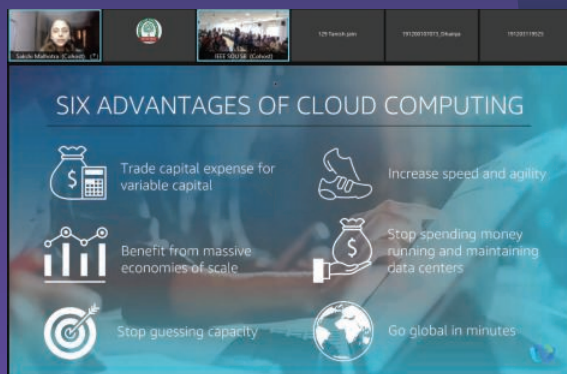 Sakshi Malhotra (Cohost)
IEEE SOU SB (Cohost)
129 Tanish Jain
SIX ADVANTAGES OF CLOUD COMPUTING
Trade capital expense for
variable capital
Increase speed and agility
Benefit from massive
economies of scale
Stop spending money
running and maintaining
data centers
Stop guessing capacity
Go global in minutes